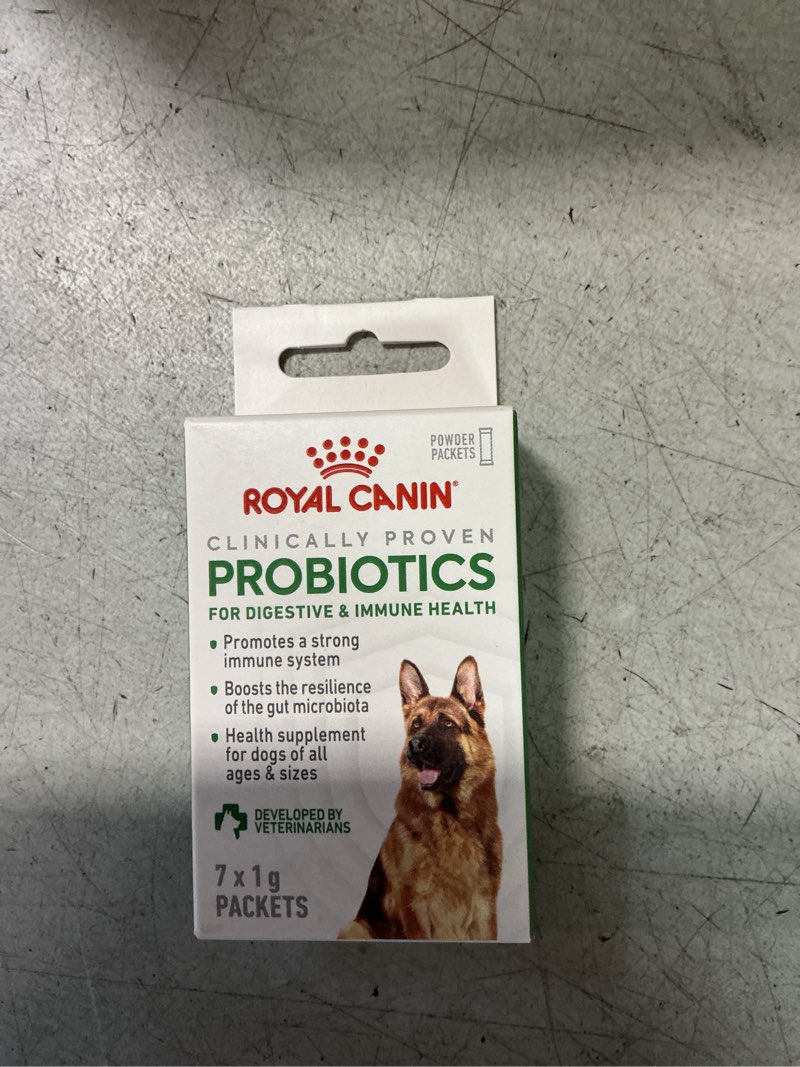 POWDER
PACKETS
ROYAL CANIN®
CLINICALLY PROVEN
PROBIOTICS
FOR DIGESTIVE & IMMUNE HEALTH
Promotes a strong
immune system
Boosts the resilience
of the gut microbiota
Health supplement
for dogs of all
ages & sizes
DEVELOPED BY
VETERINARIANS
7 x 1 g
PACKETS